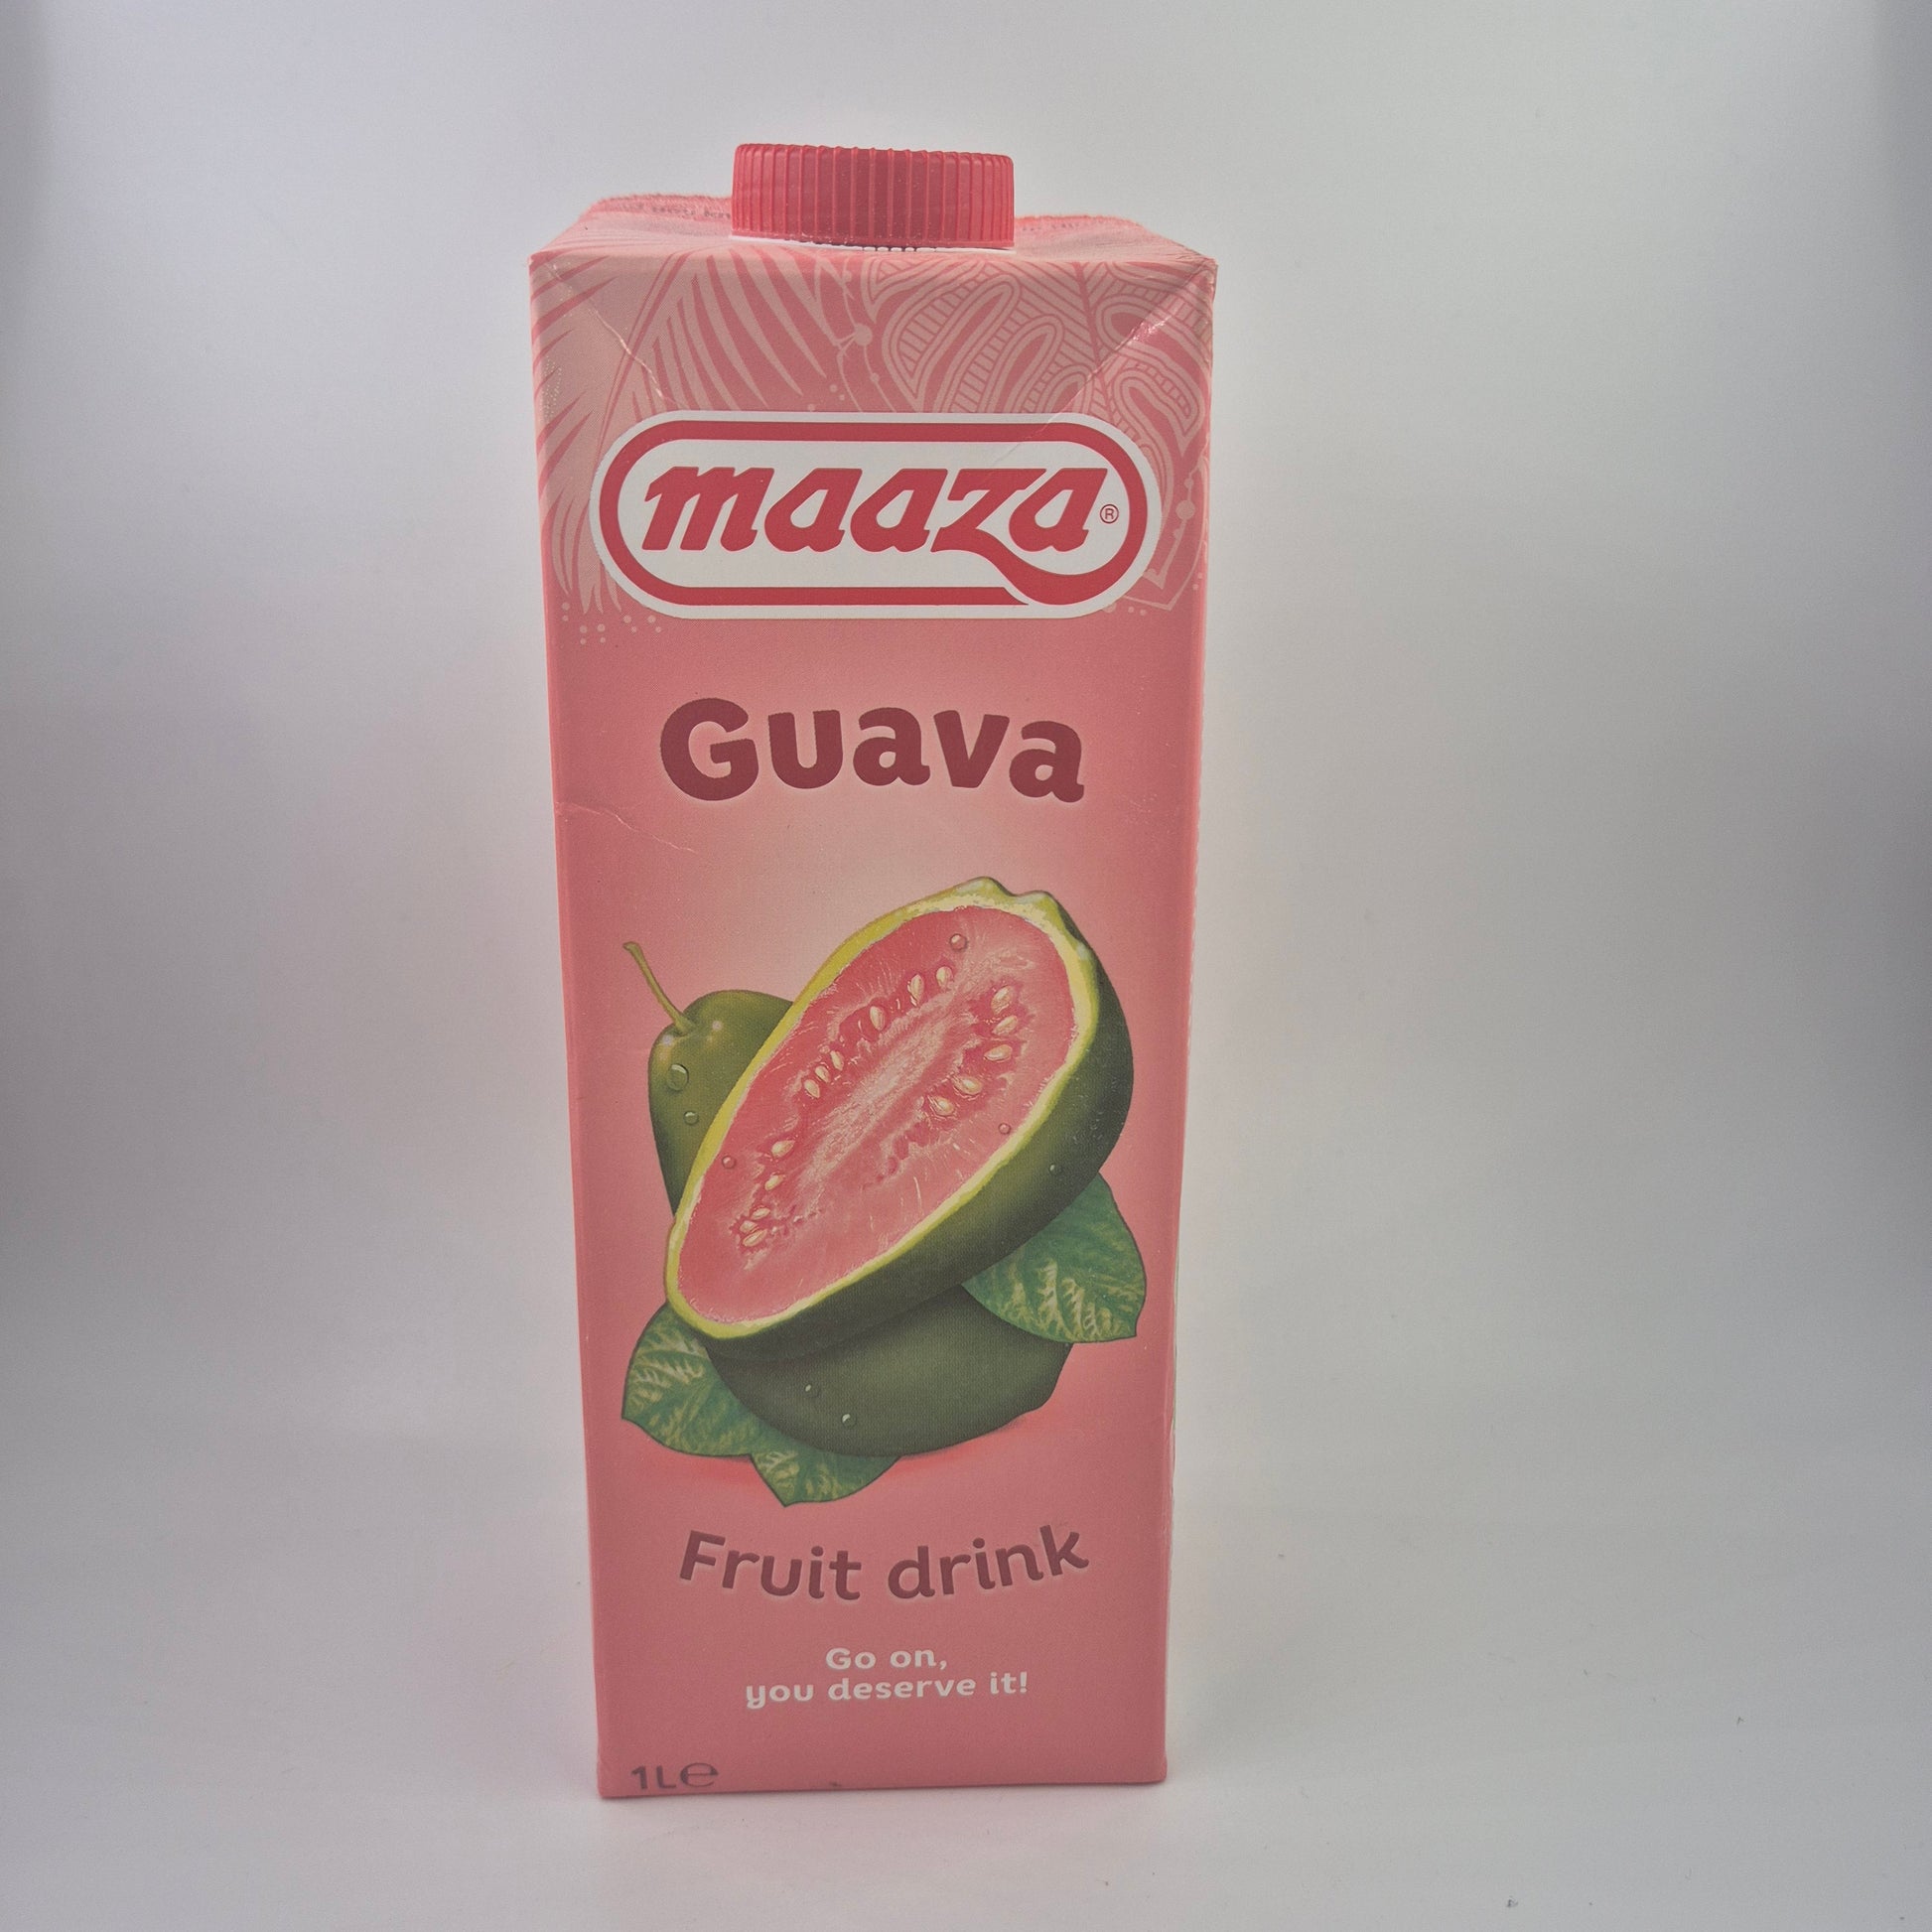 maaza®
Guava
Fruit drink
Go on,
you deserve it!
1L℮